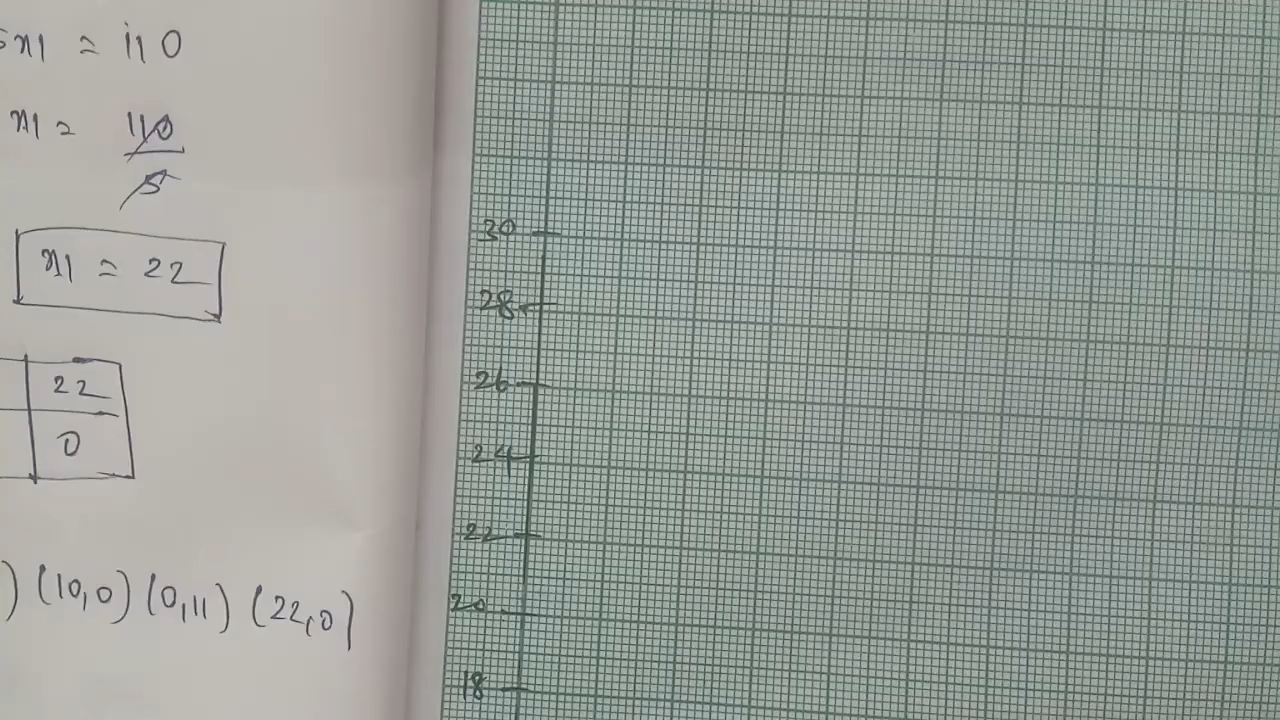 5x1 = 110
x1 = 110
5
x1 = 22
22
0
) (10,0) (0,11) (22,0)
30
28
26
24
22
20
18